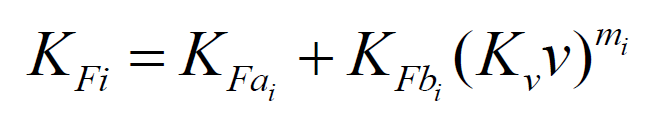 K_{Fi} = K_{Fa_i} + K_{Fb_i} (K_v v)^{m_i}